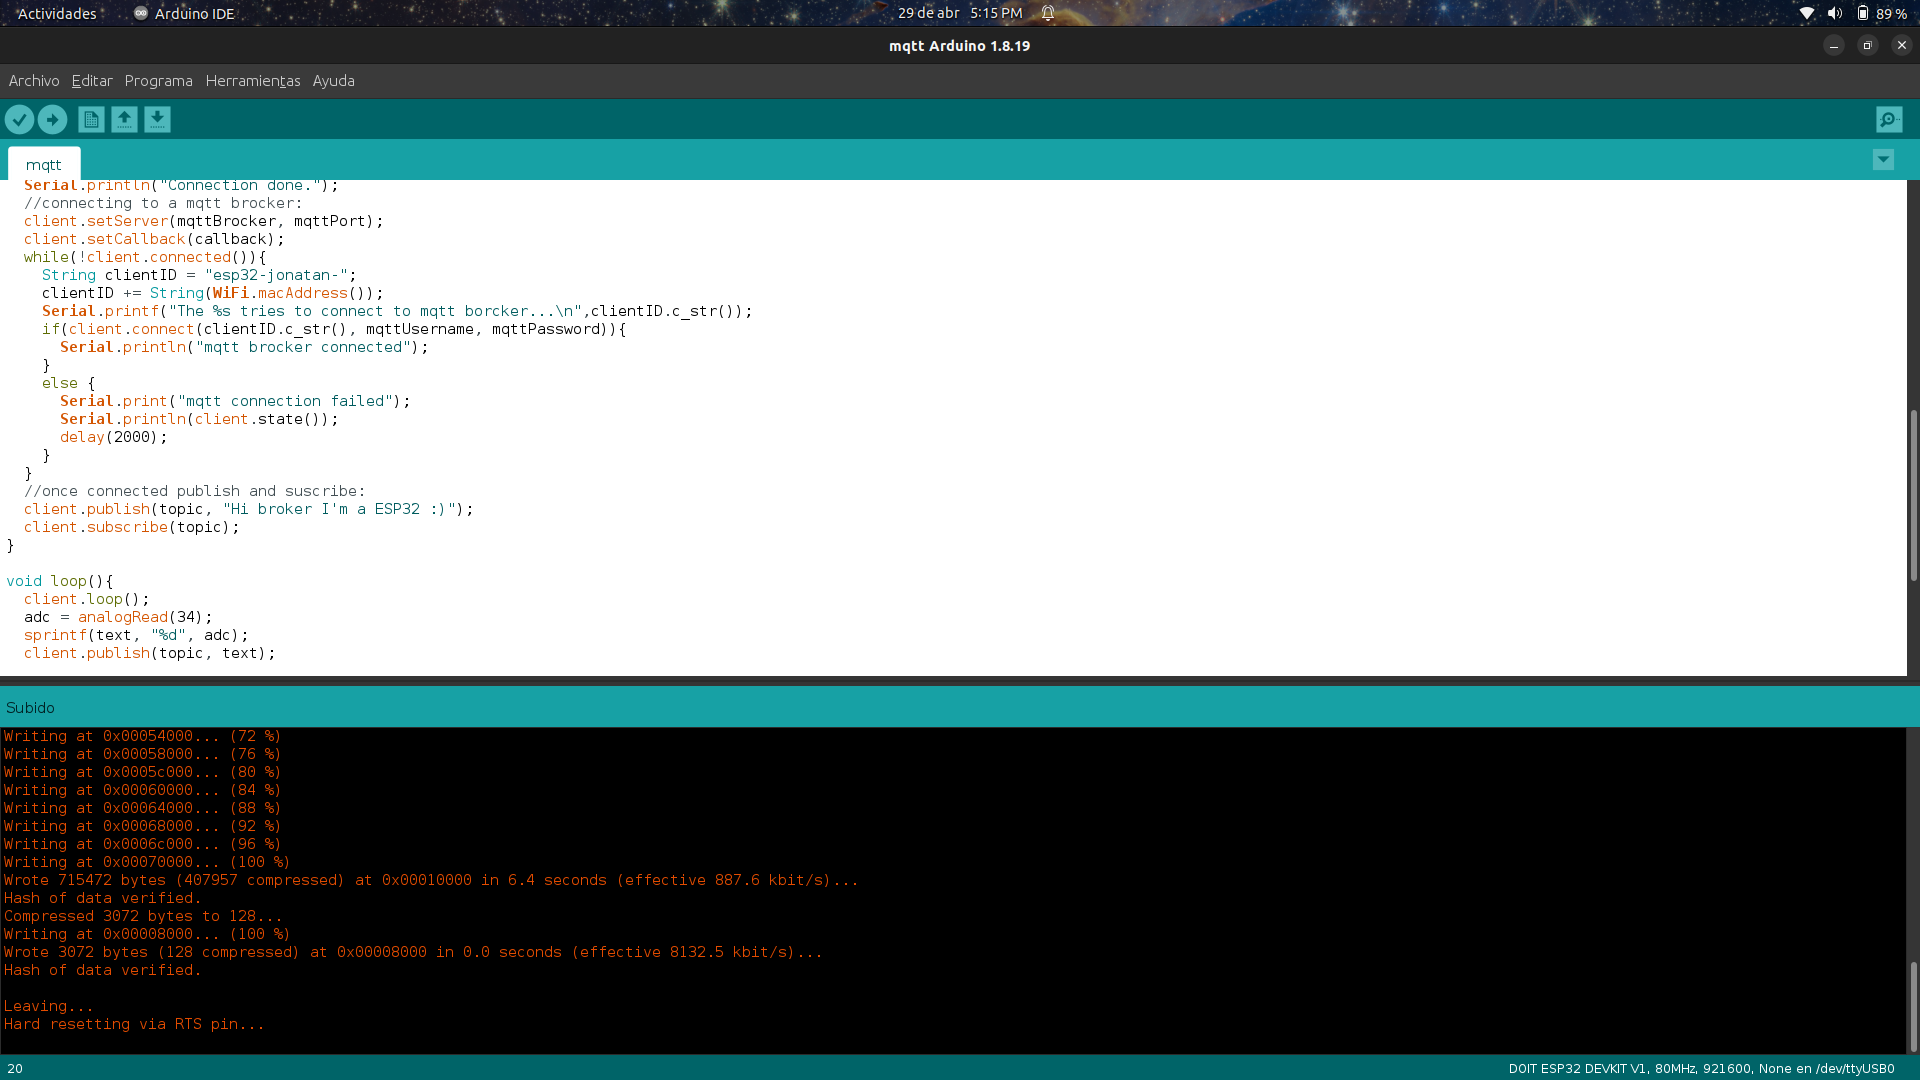 Actividades Arduino IDE 29 de abr 5:15 PM 89 %
mqtt Arduino 1.8.19
Archivo Editar Programa Herramientas Ayuda
mqtt
  Serial.println("Connection done.");
  //connecting to a mqtt brocker:
  client.setServer(mqttBrocker, mqttPort);
  client.setCallback(callback);
  while(!client.connected()){
    String clientID = "esp32-jonatan-";
    clientID += String(WiFi.macAddress());
    Serial.printf("The %s tries to connect to mqtt borcker...\n",clientID.c_str());
    if(client.connect(clientID.c_str(), mqttUsername, mqttPassword)){
      Serial.println("mqtt brocker connected");
    }
    else {
      Serial.print("mqtt connection failed");
      Serial.println(client.state());
      delay(2000);
    }
  }
  //once connected publish and suscribe:
  client.publish(topic, "Hi broker I'm a ESP32 :)");
  client.subscribe(topic);
}
void loop(){
  client.loop();
  adc = analogRead(34);
  sprintf(text, "%d", adc);
  client.publish(topic, text);
Subido
Writing at 0x00054000... (72 %)
Writing at 0x00058000... (76 %)
Writing at 0x0005c000... (80 %)
Writing at 0x00060000... (84 %)
Writing at 0x00064000... (88 %)
Writing at 0x00068000... (92 %)
Writing at 0x0006c000... (96 %)
Writing at 0x00070000... (100 %)
Wrote 715472 bytes (407957 compressed) at 0x00010000 in 6.4 seconds (effective 887.6 kbit/s)...
Hash of data verified.
Compressed 3072 bytes to 128...
Writing at 0x00008000... (100 %)
Wrote 3072 bytes (128 compressed) at 0x00008000 in 0.0 seconds (effective 8132.5 kbit/s)...
Hash of data verified.
Leaving...
Hard resetting via RTS pin...
20 DOIT ESP32 DEVKIT V1, 80MHz, 921600, None en /dev/ttyUSB0